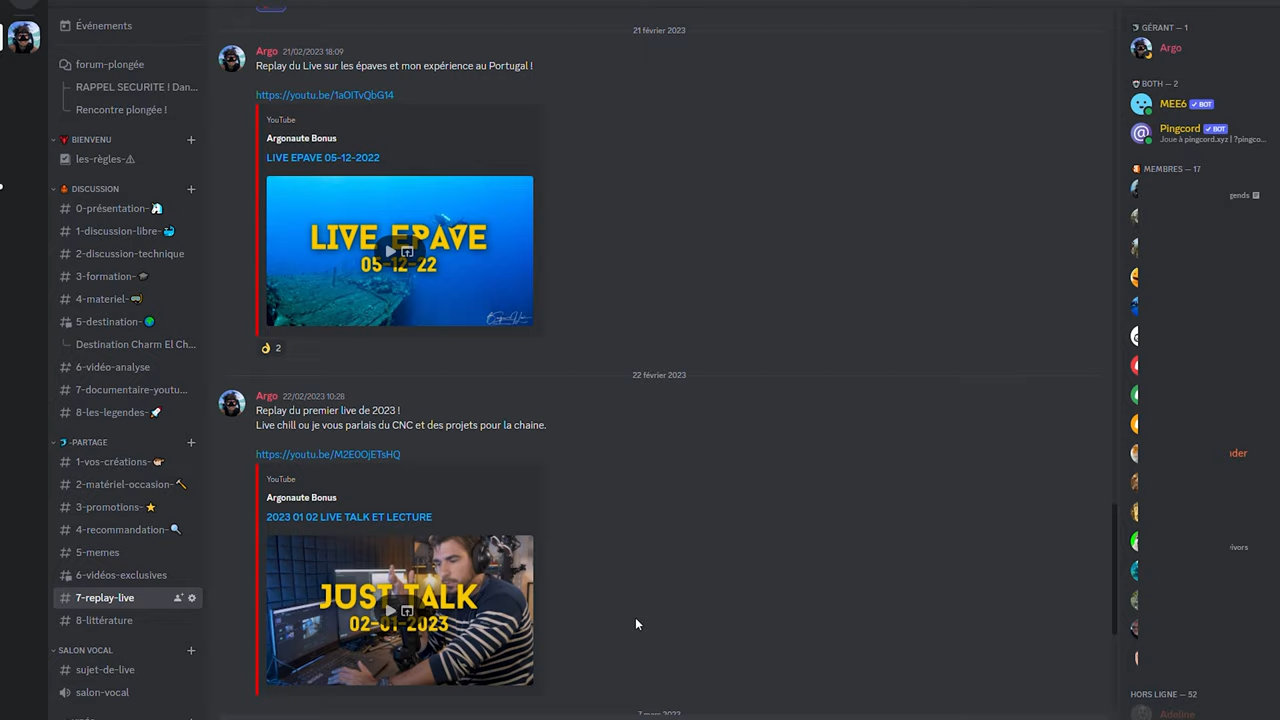 Événements
forum-plongée
RAPPEL SECURITE ! Dan...
Rencontre plongée !
BIENVENU
les-règles-⚠
DISCUSSION
0-présentation-
1-discussion-libre-
2-discussion-technique
3-formation-
4-materiel-
5-destination-
Destination Charm El Ch...
6-vidéo-analyse
7-documentaire-youtu...
8-les-legendes-
-PARTAGE
1-vos-créations-
2-matériel-occasion-
3-promotions-
4-recommandation-
5-memes
6-vidéos-exclusives
7-replay-live
8-littérature
SALON VOCAL
sujet-de-live
salon-vocal
21 février 2023
Argo 21/02/2023 18:09
Replay du Live sur les épaves et mon expérience au Portugal !
https://youtu.be/1aOITvQbG14
YouTube
Argonaute Bonus
LIVE EPAVE 05-12-2022
LIVE EPAVE
05-12-22
2
22 février 2023
Argo 22/02/2023 10:28
Replay du premier live de 2023 !
Live chill ou je vous parlais du CNC et des projets pour la chaine.
https://youtu.be/M2E0OjETsHQ
YouTube
Argonaute Bonus
2023 01 02 LIVE TALK ET LECTURE
JUST TALK
02-01-2023
7 mars 2023
GÉRANT — 1
Argo
BOTH — 2
MEE6 BOT
Pingcord BOT
Joue à pingcord.xyz | ?pingco...
MEMBRES — 17
gends
nder
ivors
HORS LIGNE — 52
Adeline